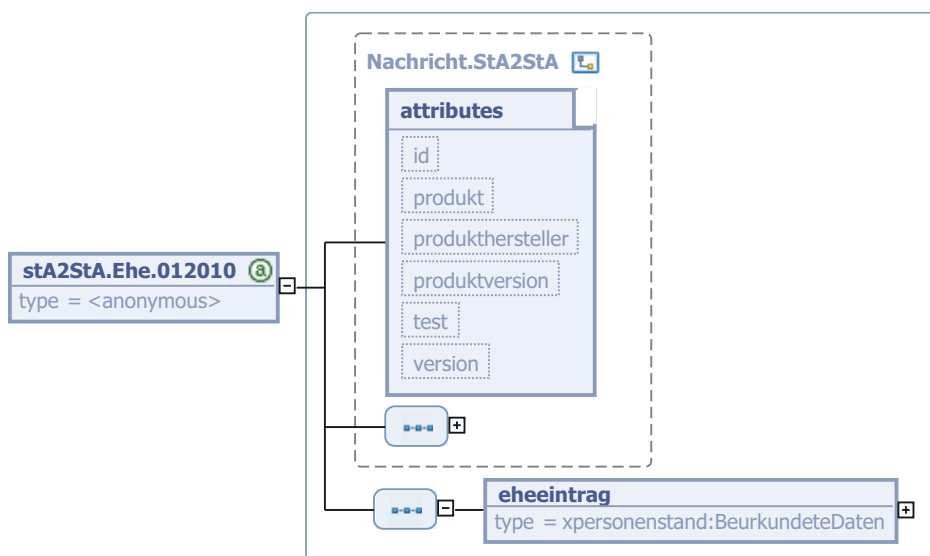 Nachricht.StA2StA
attributes
id
produkt
produkthersteller
stA2StA.Ehe.012010 @
type = <anonymous>
produktversion
test
version
eheeintrag
type = xpersonenstand:BeurkundeteDaten